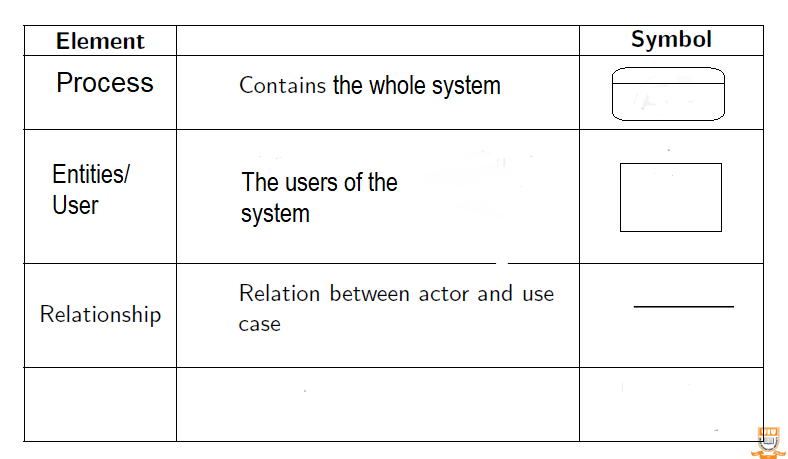 Element Symbol
Process Contains the whole system
Entities/ The users of the
User system
Relationship Relation between actor and use
case